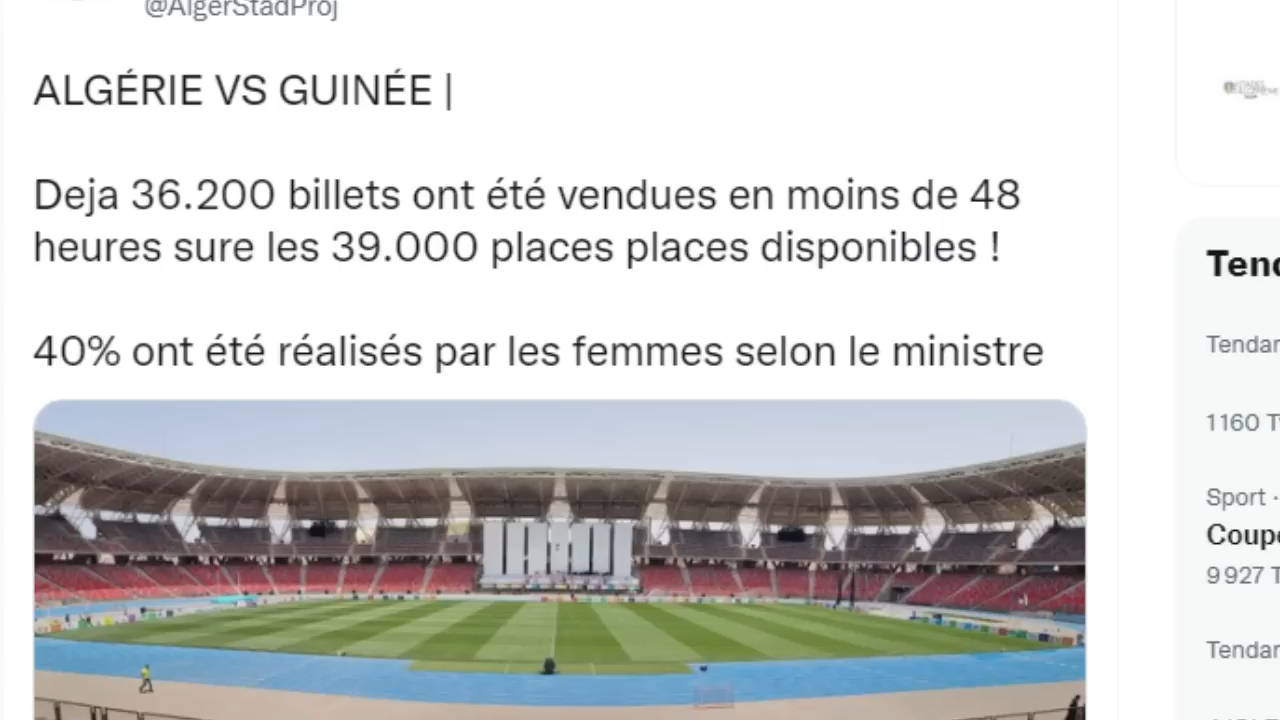 @AlgerStadProj
ALGÉRIE VS GUINÉE |
Deja 36.200 billets ont été vendues en moins de 48
heures sure les 39.000 places places disponibles !
40% ont été réalisés par les femmes selon le ministre
Tend
Tendan
1160 T
Sport ·
Coupe
9 927 T
Tendan